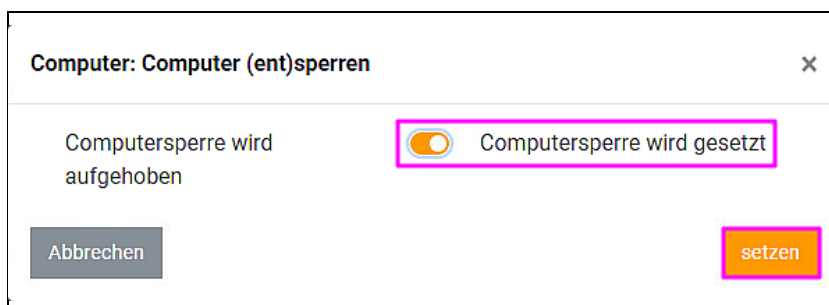 Computer: Computer (ent)sperren ×
Computersperre wird aufgehoben
Computersperre wird gesetzt
Abbrechen
setzen